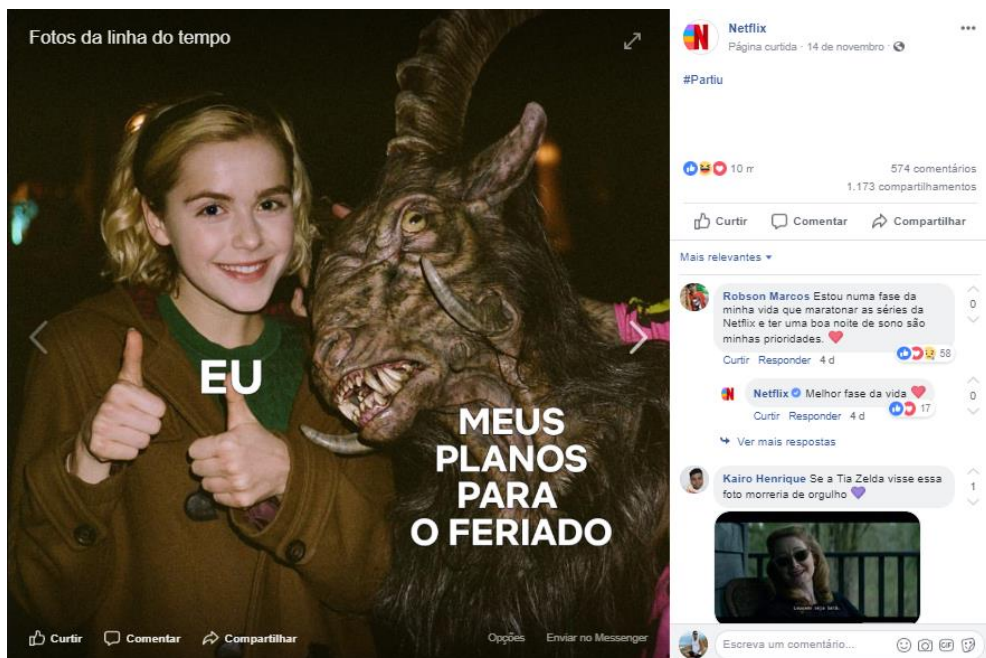 Fotos da linha do tempo
EU
MEUS
PLANOS
PARA
O FERIADO
Curtir Comentar Compartilhar
Opções Enviar no Messenger
Netflix
Página curtida · 14 de novembro ·
#Partiu
10 m
574 comentários
1.173 compartilhamentos
Curtir Comentar Compartilhar
Mais relevantes
Robson Marcos Estou numa fase da
minha vida que maratonar as séries da
Netflix e ter uma boa noite de sono são
minhas prioridades.
0
58
Curtir Responder 4 d
Netflix Melhor fase da vida
0
17
Curtir Responder 4 d
Ver mais respostas
Kairo Henrique Se a Tia Zelda visse essa
foto morreria de orgulho
1
Louvado seja Satã.
Escreva um comentário...
GIF